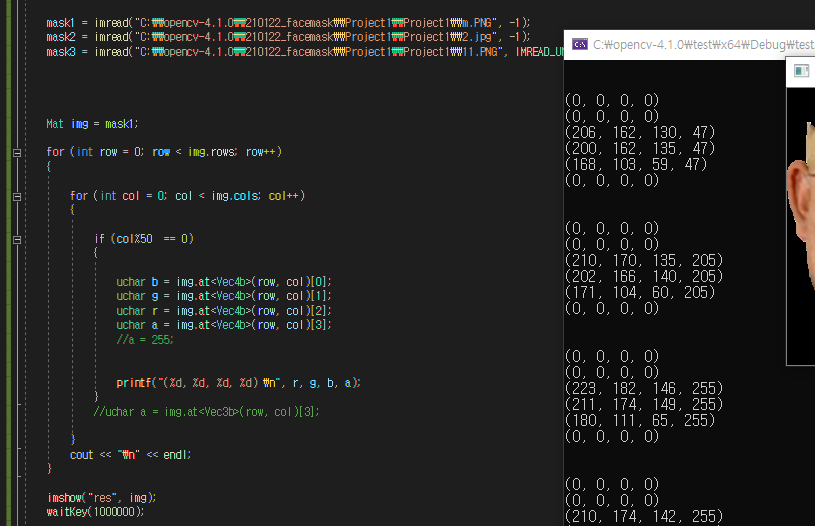 mask1 = imread("C:₩₩opencv-4.1.0₩₩210122_facemask₩₩Project1₩₩Project1₩₩m.PNG", -1);
mask2 = imread("C:₩₩opencv-4.1.0₩₩210122_facemask₩₩Project1₩₩Project1₩₩2.jpg", -1);
mask3 = imread("C:₩₩opencv-4.1.0₩₩210122_facemask₩₩Project1₩₩Project1₩₩11.PNG", IMREAD_UN
Mat img = mask1;
for (int row = 0; row < img.rows; row++)
{
for (int col = 0; col < img.cols; col++)
{
if (col%50 == 0)
{
uchar b = img.at<Vec4b>(row, col)[0];
uchar g = img.at<Vec4b>(row, col)[1];
uchar r = img.at<Vec4b>(row, col)[2];
uchar a = img.at<Vec4b>(row, col)[3];
//a = 255;
printf("(%d, %d, %d, %d) ₩n", r, g, b, a);
}
//uchar a = img.at<Vec3b>(row, col)[3];
}
cout << "₩n" << endl;
}
imshow("res", img);
waitKey(1000000);
C:₩opencv-4.1.0₩test₩x64₩Debug₩test
(0, 0, 0, 0)
(0, 0, 0, 0)
(206, 162, 130, 47)
(200, 162, 135, 47)
(168, 103, 59, 47)
(0, 0, 0, 0)
(0, 0, 0, 0)
(0, 0, 0, 0)
(210, 170, 135, 205)
(202, 166, 140, 205)
(171, 104, 60, 205)
(0, 0, 0, 0)
(0, 0, 0, 0)
(0, 0, 0, 0)
(223, 182, 146, 255)
(211, 174, 149, 255)
(180, 111, 65, 255)
(0, 0, 0, 0)
(0, 0, 0, 0)
(0, 0, 0, 0)
(210, 174, 142, 255)